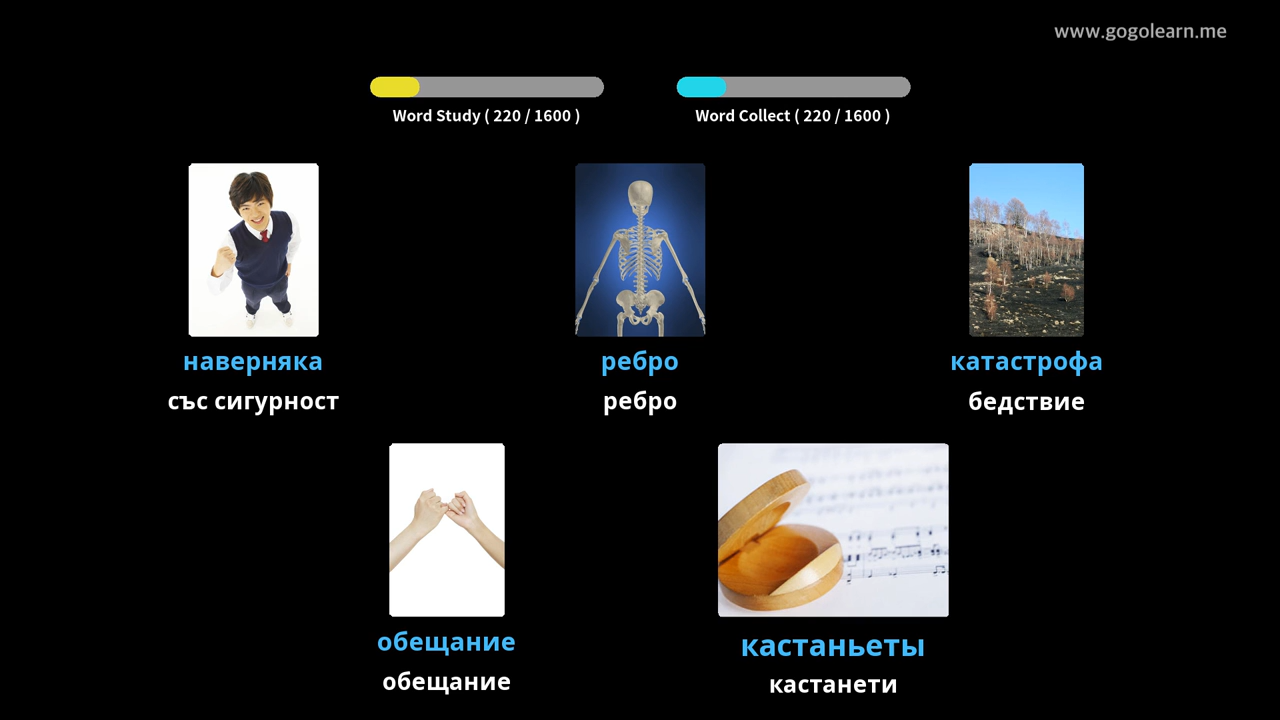 www.gogolearn.me
Word Study ( 220 / 1600 )
Word Collect ( 220 / 1600 )
наверняка
със сигурност
ребро
ребро
катастрофа
бедствие
обещание
обещание
кастаньеты
кастанети